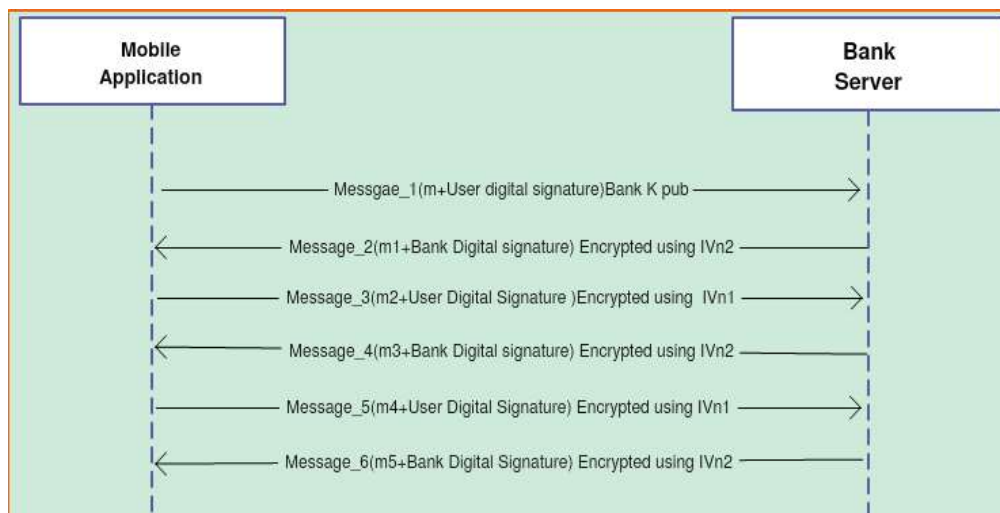 Mobile
Application
Bank
Server
Messgae_1(m+User digital signature)Bank K pub
Message_2(m1+Bank Digital signature) Encrypted using IVn2
Message_3(m2+User Digital Signature )Encrypted using  IVn1
Message_4(m3+Bank Digital signature) Encrypted using IVn2
Message_5(m4+User Digital Signature) Encrypted using IVn1
Message_6(m5+Bank Digital Signature) Encrypted using IVn2